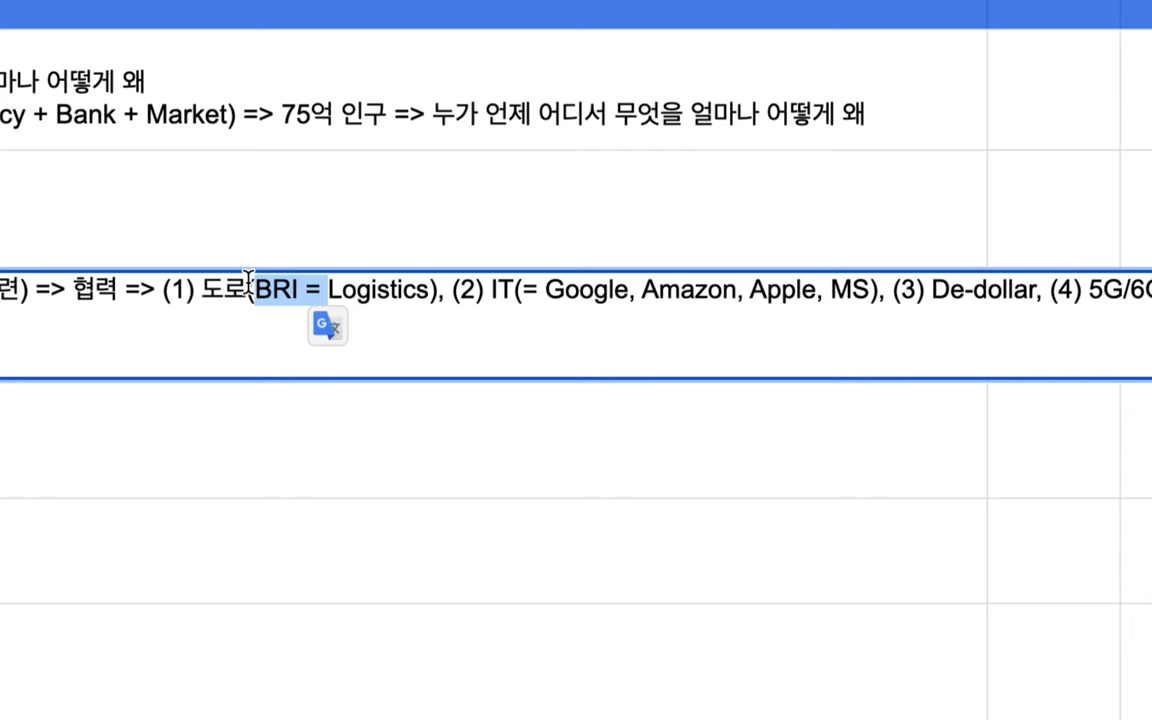 마나 어떻게 왜
cy + Bank + Market) => 75억 인구 => 누가 언제 어디서 무엇을 얼마나 어떻게 왜
련) => 협력 => (1) 도로(BRI = Logistics), (2) IT(= Google, Amazon, Apple, MS), (3) De-dollar, (4) 5G/6G